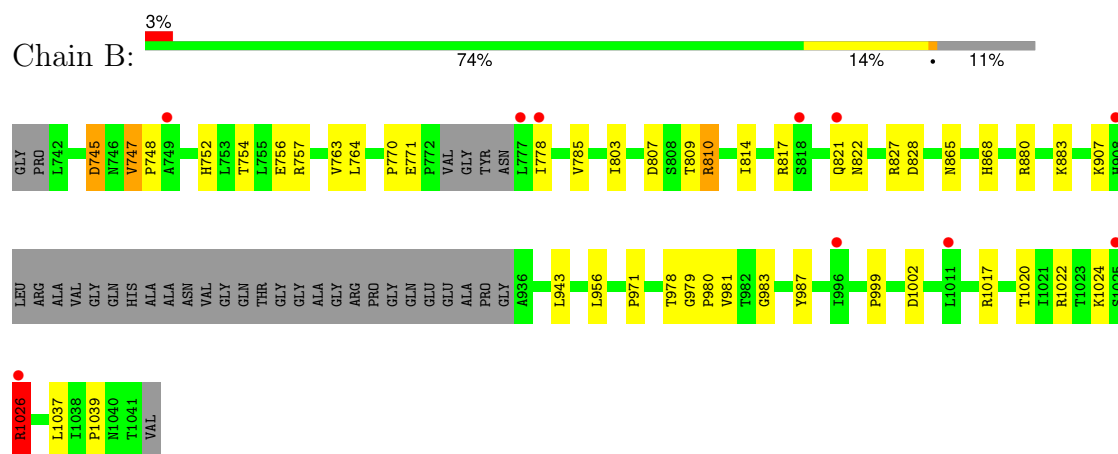 3%
Chain B:
74% 14% • 11%
GLY PRO L742 D745 N746 V747 P748 A749 H752 L753 T754 L755 E756 R757 V763 L764 P770 E771 P772 VAL GLY TYR ASN L777 I778 V785 I803 D807 S808 T809 R810 I814 R817 S818 Q821 N822 R827 D828 N865 H868 R880 K883 K907 H908
LEU ARG ALA VAL GLY GLN HIS ALA ALA ASN VAL GLY GLN THR GLY GLY ALA GLY ARG PRO GLY GLN GLU GLU ALA PRO GLY A936 L943 L956 P971 T978 G979 P980 V981 T982 G983 Y987 I996 P999 D1002 L1011 R1017 T1020 I1021 R1022 T1023 K1024 S1025
R1026 L1037 I1038 P1039 N1040 T1041 VAL